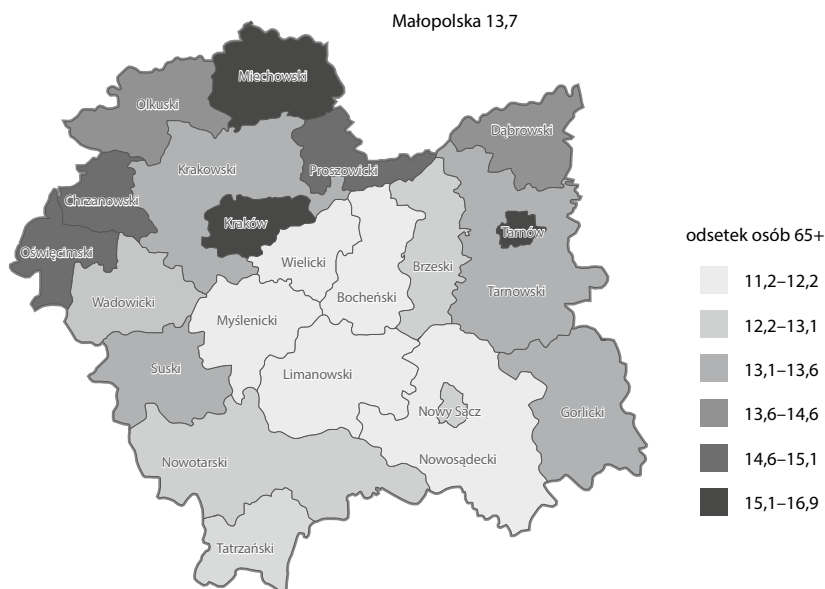 Małopolska 13,7
Miechowski
Olkuski
Dąbrowski
Krakowski
Proszowicki
Chrzanowski
Kraków
Tarnów
Oświęcimski
Wielicki
Brzeski
Bocheński
Tarnowski
Wadowicki
Myślenicki
Suski
Limanowski
Nowy Sącz
Gorlicki
Nowotarski
Nowosądecki
Tatrzański
odsetek osób 65+
11,2–12,2
12,2–13,1
13,1–13,6
13,6–14,6
14,6–15,1
15,1–16,9